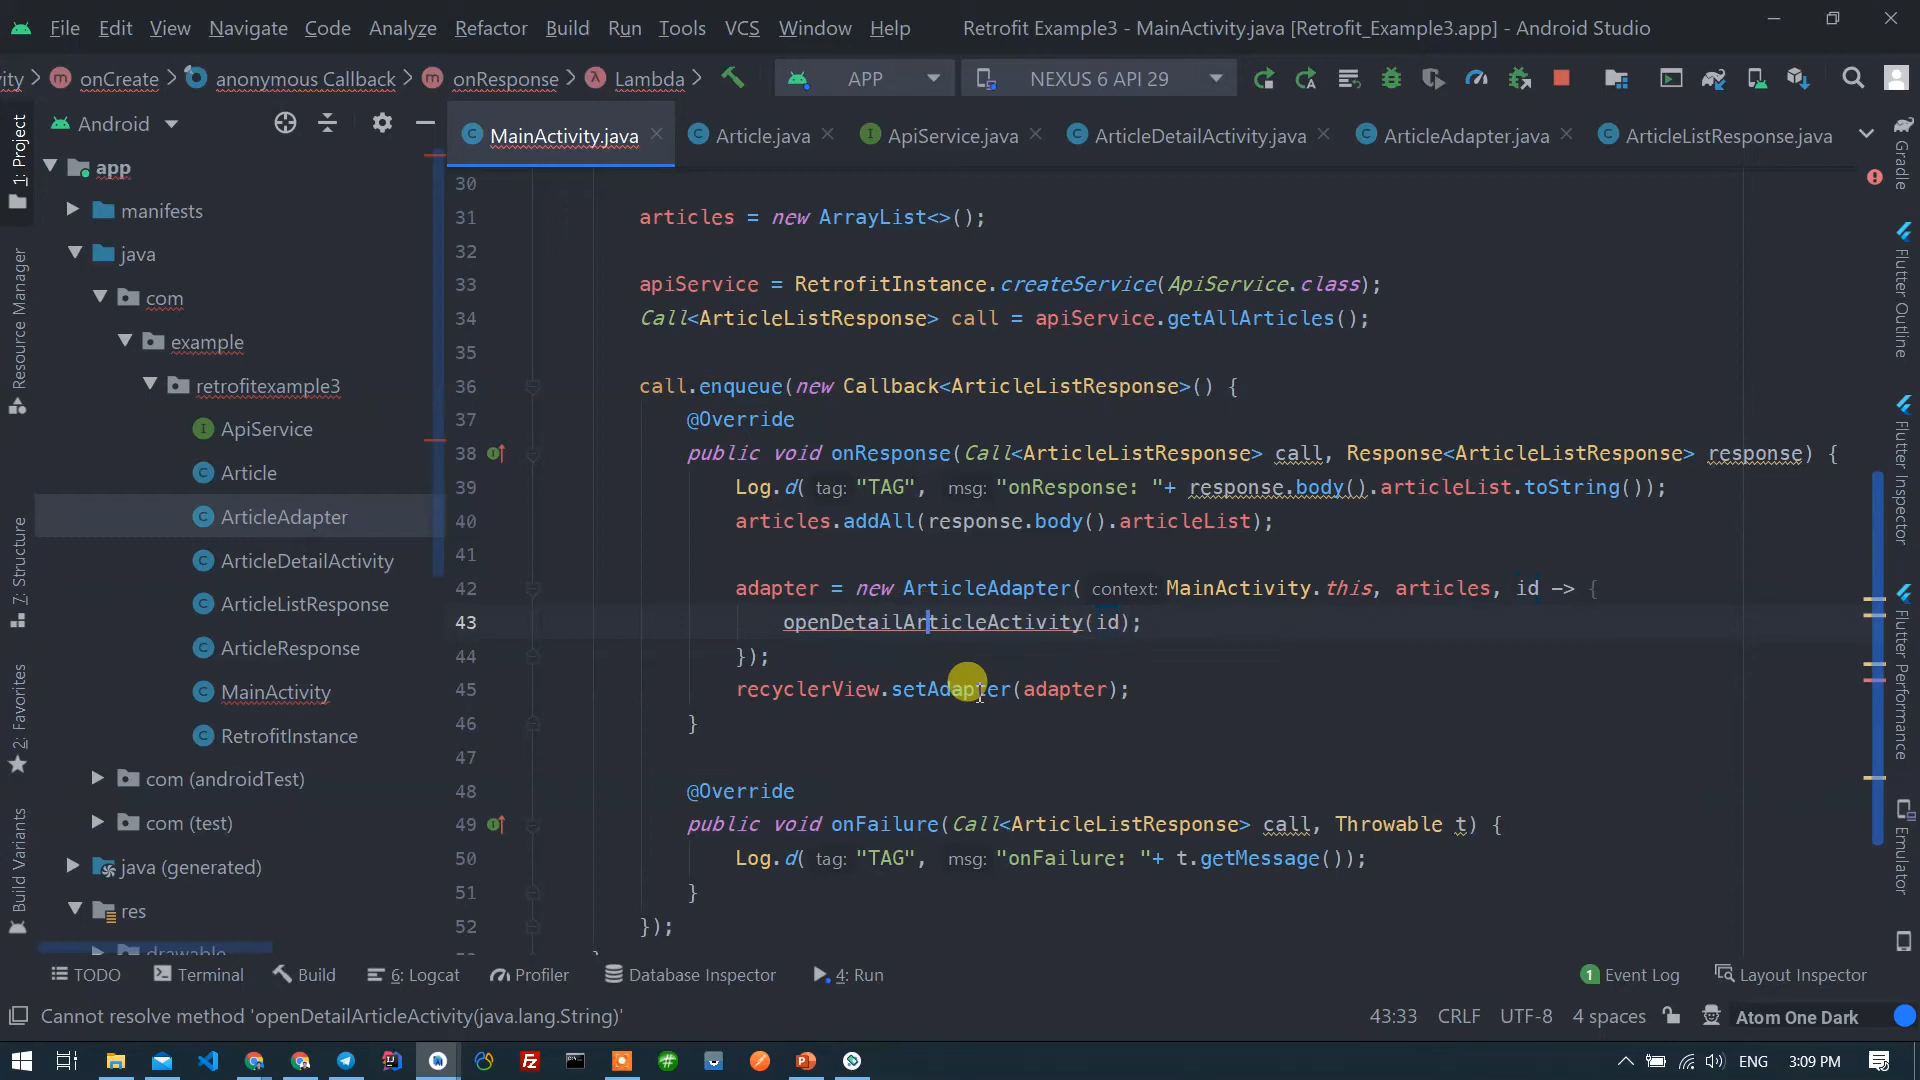 File Edit View Navigate Code Analyze Refactor Build Run Tools VCS Window Help Retrofit Example3 - MainActivity.java [Retrofit_Example3.app] - Android Studio
ity onCreate anonymous Callback onResponse Lambda APP NEXUS 6 API 29
Android
MainActivity.java Article.java ApiService.java ArticleDetailActivity.java ArticleAdapter.java ArticleListResponse.java
1: Project
Resource Manager
7: Structure
2: Favorites
Build Variants
app
manifests
java
com
example
retrofitexample3
ApiService
Article
ArticleAdapter
ArticleDetailActivity
ArticleListResponse
ArticleResponse
MainActivity
RetrofitInstance
com (androidTest)
com (test)
java (generated)
res
drawable
30
31 articles = new ArrayList<>();
32
33 apiService = RetrofitInstance.createService(ApiService.class);
34 Call<ArticleListResponse> call = apiService.getAllArticles();
35
36 call.enqueue(new Callback<ArticleListResponse>() {
37 @Override
38 public void onResponse(Call<ArticleListResponse> call, Response<ArticleListResponse> response) {
39 Log.d( tag: "TAG", msg: "onResponse: "+ response.body().articleList.toString());
40 articles.addAll(response.body().articleList);
41
42 adapter = new ArticleAdapter( context: MainActivity.this, articles, id -> {
43 openDetailArticleActivity(id);
44 });
45 recyclerView.setAdapter(adapter);
46 }
47
48 @Override
49 public void onFailure(Call<ArticleListResponse> call, Throwable t) {
50 Log.d( tag: "TAG", msg: "onFailure: "+ t.getMessage());
51 }
52 });
Gradle
Flutter Outline
Flutter Inspector
Flutter Performance
Emulator
TODO Terminal Build 6: Logcat Profiler Database Inspector 4: Run 1 Event Log Layout Inspector
Cannot resolve method 'openDetailArticleActivity(java.lang.String)' 43:33 CRLF UTF-8 4 spaces Atom One Dark
ENG 3:09 PM